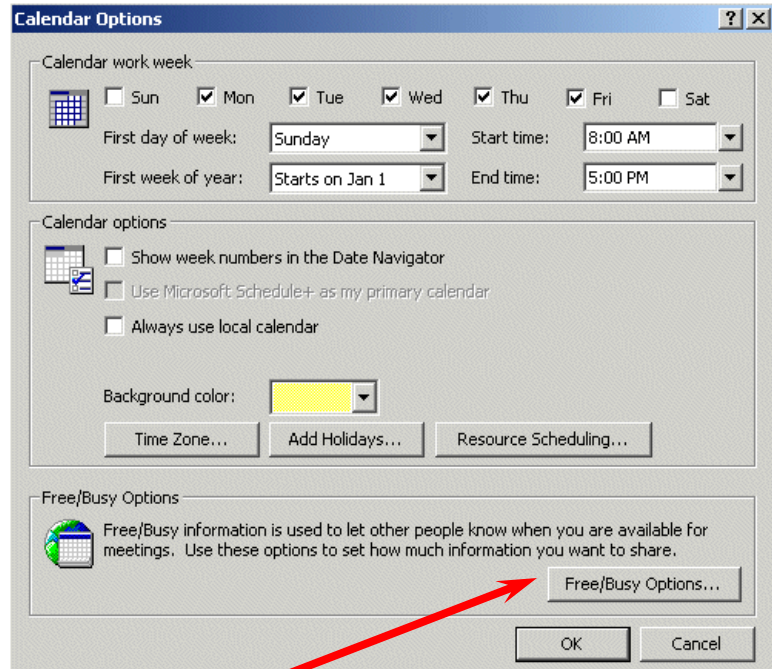 Calendar Options
Calendar work week
Sun Mon Tue Wed Thu Fri Sat
First day of week: Sunday Start time: 8:00 AM
First week of year: Starts on Jan 1 End time: 5:00 PM
Calendar options
Show week numbers in the Date Navigator
Use Microsoft Schedule+ as my primary calendar
Always use local calendar
Background color:
Time Zone... Add Holidays... Resource Scheduling...
Free/Busy Options
Free/Busy information is used to let other people know when you are available for
meetings. Use these options to set how much information you want to share.
Free/Busy Options...
OK Cancel